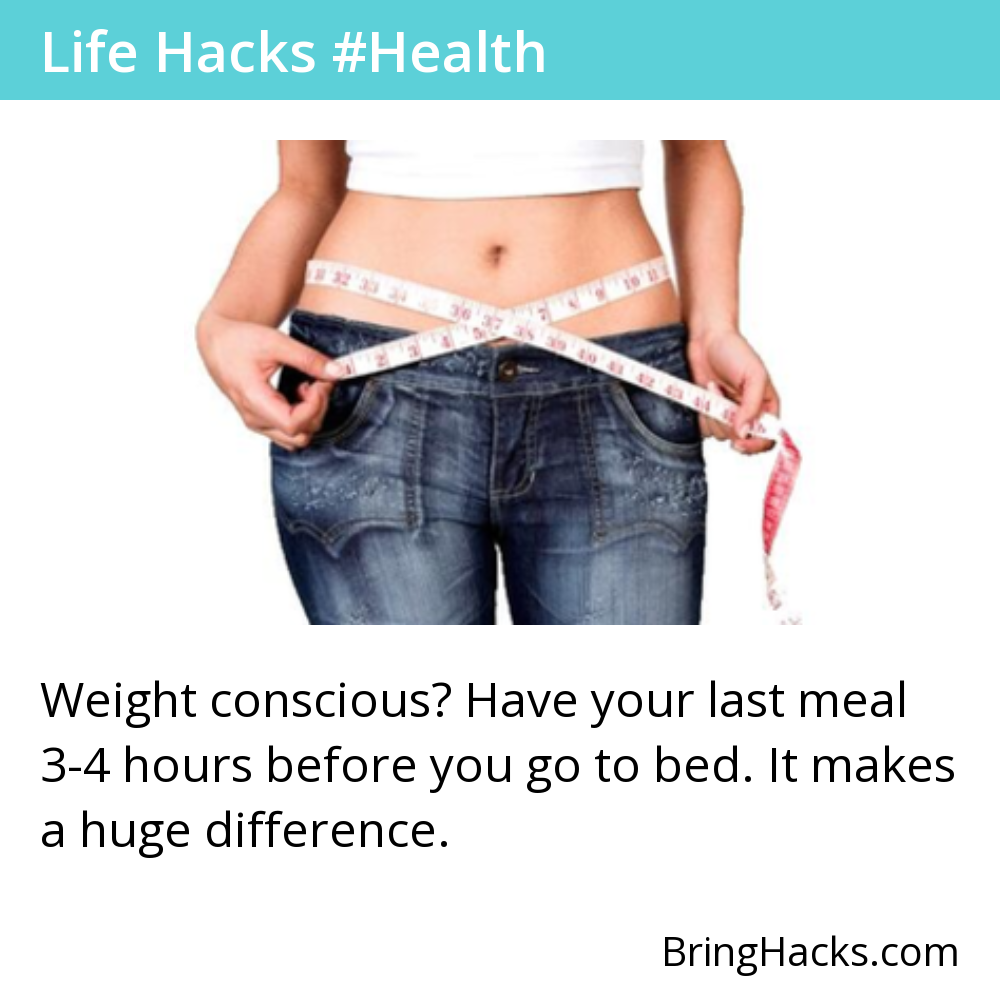 Life Hacks #Health
Weight conscious? Have your last meal
3-4 hours before you go to bed. It makes
a huge difference.
BringHacks.com